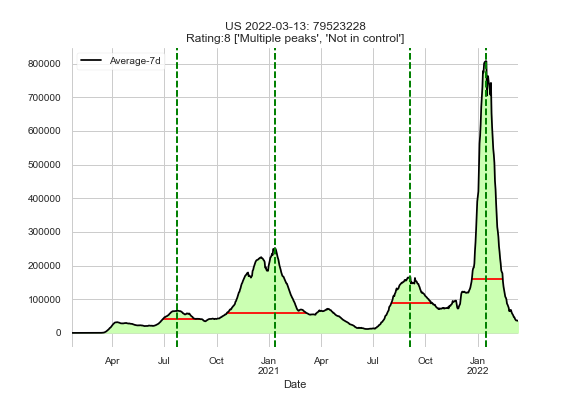 US 2022-03-13: 79523228
Rating:8 ['Multiple peaks', 'Not in control']
Average-7d
800000
700000
600000
500000
400000
300000
200000
100000
0
Apr
Jul
Oct
Jan
2021
Apr
Jul
Oct
Jan
2022
Date